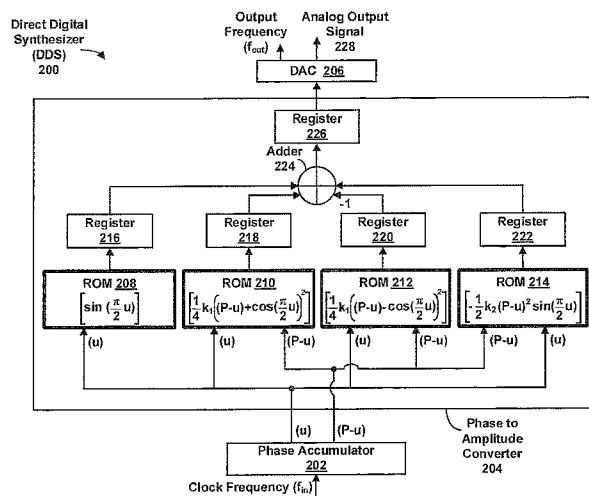 Direct Digital
Synthesizer
(DDS)
200
Output
Frequency
(f_out)
Analog Output
Signal
228
DAC 206
Register
226
Adder
224
-1
Register
216
Register
218
Register
220
Register
222
ROM 208
[sin (π/2 u)]
ROM 210
[1/4 k₁((P-u)+cos(π/2 u))²]
ROM 212
[1/4 k₁((P-u)-cos(π/2 u))²]
ROM 214
[-1/2 k₂(P-u)² sin(π/2 u)]
(u)
(u)
(P-u)
(u)
(P-u)
(P-u)
(u)
(u)
(P-u)
Phase Accumulator
202
Phase to
Amplitude
Converter
204
Clock Frequency (f_in)